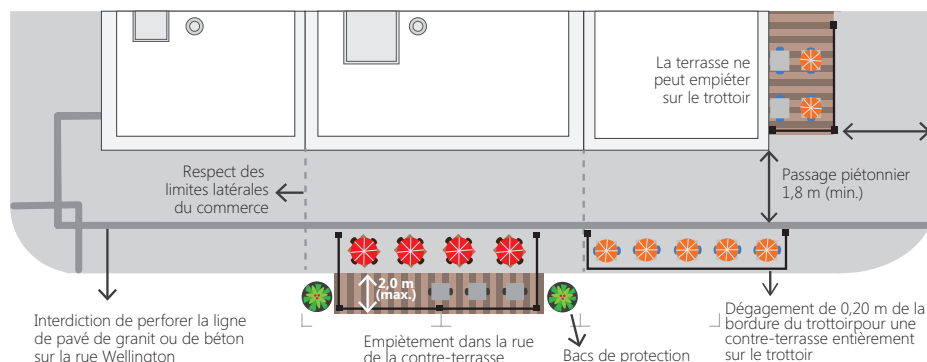 La terrasse ne
peut empiéter
sur le trottoir
Respect des
limites latérales
du commerce
Passage piétonnier
1,8 m (min.)
2,0 m
(max.)
Interdiction de perforer la ligne
de pavé de granit ou de béton
sur la rue Wellington
Empiètement dans la rue
de la contre-terrasse
Bacs de protection
Dégagement de 0,20 m de la
bordure du trottoirpour une
contre-terrasse entièrement
sur le trottoir